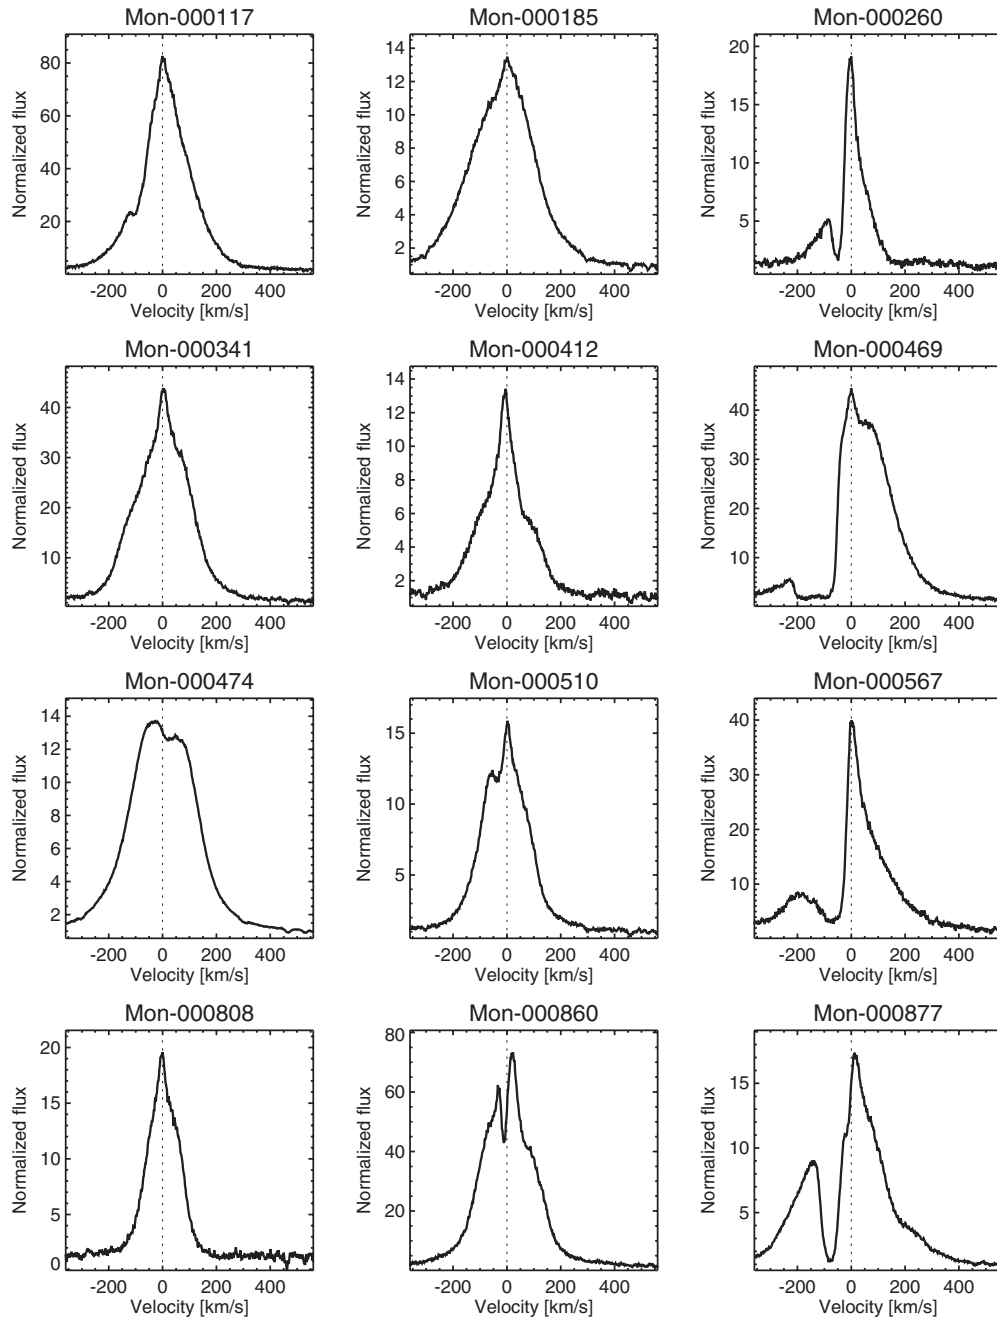 Mon-000117
Normalized flux
80
60
40
20
-200 0 200 400
Velocity [km/s]
Mon-000185
Normalized flux
14
12
10
8
6
4
2
-200 0 200 400
Velocity [km/s]
Mon-000260
Normalized flux
20
15
10
5
-200 0 200 400
Velocity [km/s]
Mon-000341
Normalized flux
40
30
20
10
-200 0 200 400
Velocity [km/s]
Mon-000412
Normalized flux
14
12
10
8
6
4
2
-200 0 200 400
Velocity [km/s]
Mon-000469
Normalized flux
40
30
20
10
-200 0 200 400
Velocity [km/s]
Mon-000474
Normalized flux
14
12
10
8
6
4
2
-200 0 200 400
Velocity [km/s]
Mon-000510
Normalized flux
15
10
5
-200 0 200 400
Velocity [km/s]
Mon-000567
Normalized flux
40
30
20
10
-200 0 200 400
Velocity [km/s]
Mon-000808
Normalized flux
20
15
10
5
0
-200 0 200 400
Velocity [km/s]
Mon-000860
Normalized flux
80
60
40
20
-200 0 200 400
Velocity [km/s]
Mon-000877
Normalized flux
15
10
5
-200 0 200 400
Velocity [km/s]